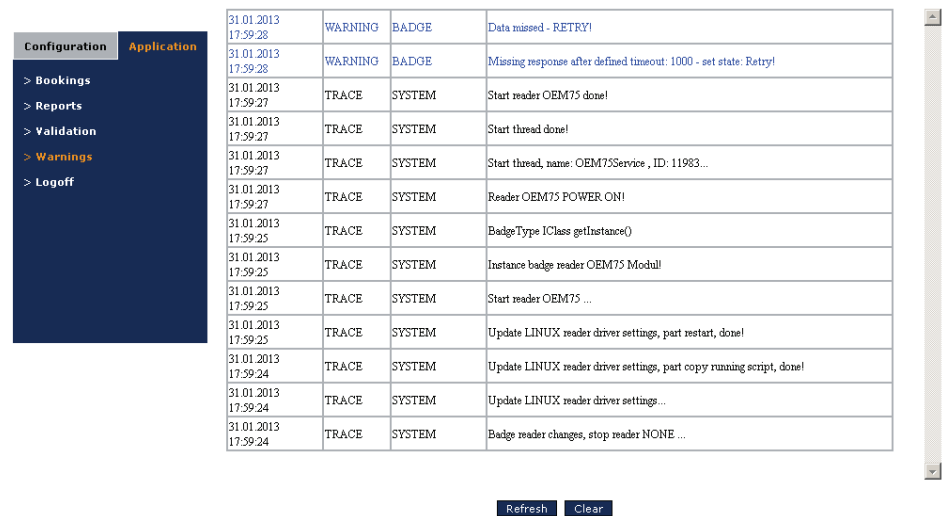 Configuration Application
> Bookings
> Reports
> Validation
> Warnings
> Logoff
31.01.2013
17:59:28 WARNING BADGE Data missed - RETRY!
31.01.2013
17:59:28 WARNING BADGE Missing response after defined timeout: 1000 - set state: Retry!
31.01.2013
17:59:27 TRACE SYSTEM Start reader OEM75 done!
31.01.2013
17:59:27 TRACE SYSTEM Start thread done!
31.01.2013
17:59:27 TRACE SYSTEM Start thread, name: OEM75Service , ID: 11983...
31.01.2013
17:59:27 TRACE SYSTEM Reader OEM75 POWER ON!
31.01.2013
17:59:25 TRACE SYSTEM BadgeType IClass getInstance()
31.01.2013
17:59:25 TRACE SYSTEM Instance badge reader OEM75 Modul!
31.01.2013
17:59:25 TRACE SYSTEM Start reader OEM75 ...
31.01.2013
17:59:25 TRACE SYSTEM Update LINUX reader driver settings, part restart, done!
31.01.2013
17:59:24 TRACE SYSTEM Update LINUX reader driver settings, part copy running script, done!
31.01.2013
17:59:24 TRACE SYSTEM Update LINUX reader driver settings...
31.01.2013
17:59:24 TRACE SYSTEM Badge reader changes, stop reader NONE ...
Refresh Clear